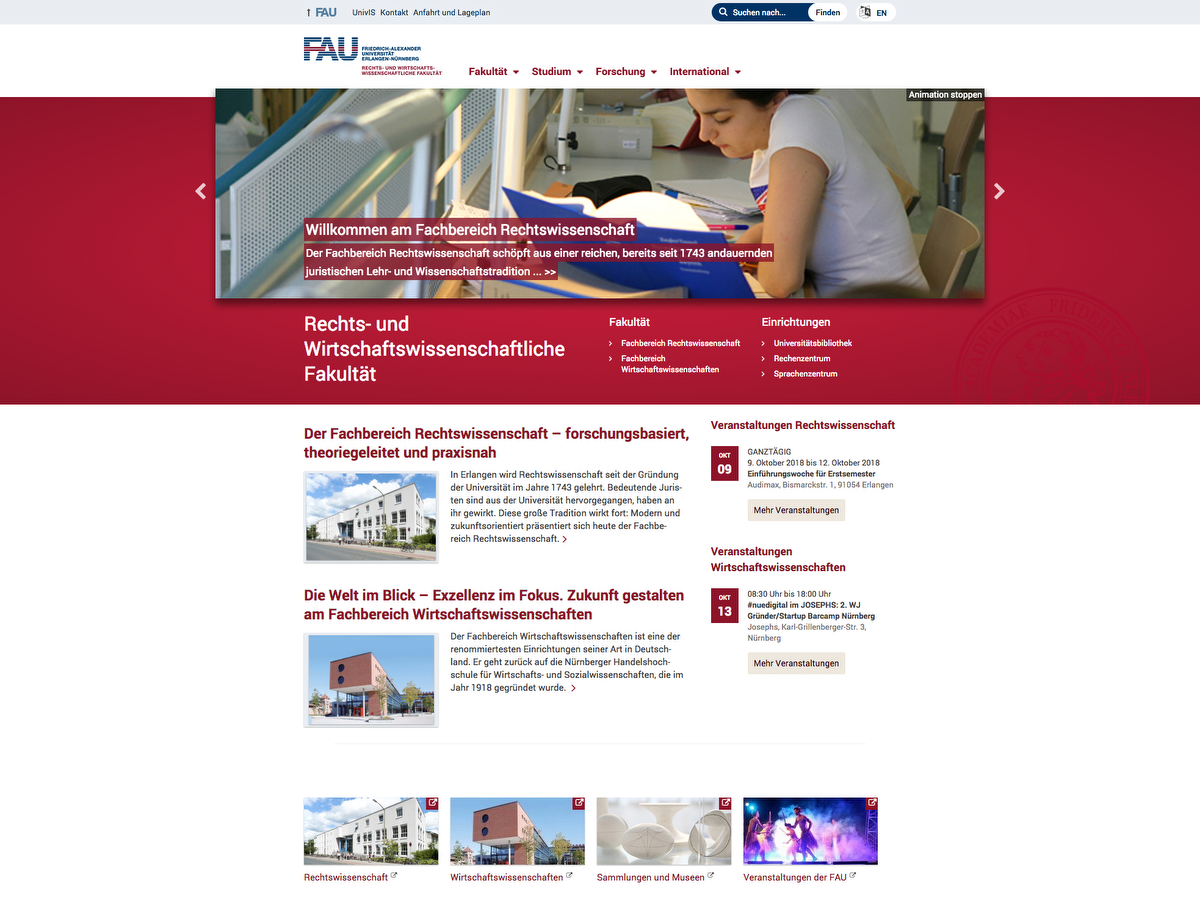 FAU
UnivIS Kontakt Anfahrt und Lageplan
Suchen nach...
Finden
EN
FAU
FRIEDRICH-ALEXANDER
UNIVERSITÄT
ERLANGEN-NÜRNBERG
RECHTS- UND WIRTSCHAFTS-
WISSENSCHAFTLICHE FAKULTÄT
Fakultät Studium Forschung International
Animation stoppen
Willkommen am Fachbereich Rechtswissenschaft
Der Fachbereich Rechtswissenschaft schöpft aus einer reichen, bereits seit 1743 andauernden
juristischen Lehr- und Wissenschaftstradition ... >>
Rechts- und
Wirtschaftswissenschaftliche
Fakultät
Fakultät
Fachbereich Rechtswissenschaft
Fachbereich
Wirtschaftswissenschaften
Einrichtungen
Universitätsbibliothek
Rechenzentrum
Sprachenzentrum
Der Fachbereich Rechtswissenschaft – forschungsbasiert,
theoriegeleitet und praxisnah
In Erlangen wird Rechtswissenschaft seit der Gründung
der Universität im Jahre 1743 gelehrt. Bedeutende Juris-
ten sind aus der Universität hervorgegangen, haben an
ihr gewirkt. Diese große Tradition wirkt fort: Modern und
zukunftsorientiert präsentiert sich heute der Fachbe-
reich Rechtswissenschaft.
Die Welt im Blick – Exzellenz im Fokus. Zukunft gestalten
am Fachbereich Wirtschaftswissenschaften
Der Fachbereich Wirtschaftswissenschaften ist eine der
renommiertesten Einrichtungen seiner Art in Deutsch-
land. Er geht zurück auf die Nürnberger Handelshoch-
schule für Wirtschafts- und Sozialwissenschaften, die im
Jahr 1918 gegründet wurde.
Veranstaltungen Rechtswissenschaft
OKT
09
GANZTÄGIG
9. Oktober 2018 bis 12. Oktober 2018
Einführungswoche für Erstsemester
Audimax, Bismarckstr. 1, 91054 Erlangen
Mehr Veranstaltungen
Veranstaltungen
Wirtschaftswissenschaften
OKT
13
08:30 Uhr bis 18:00 Uhr
#nuedigital im JOSEPHS: 2. WJ
Gründer/Startup Barcamp Nürnberg
Josephs, Karl-Grillenberger-Str. 3,
Nürnberg
Mehr Veranstaltungen
Rechtswissenschaft
Wirtschaftswissenschaften
Sammlungen und Museen
Veranstaltungen der FAU